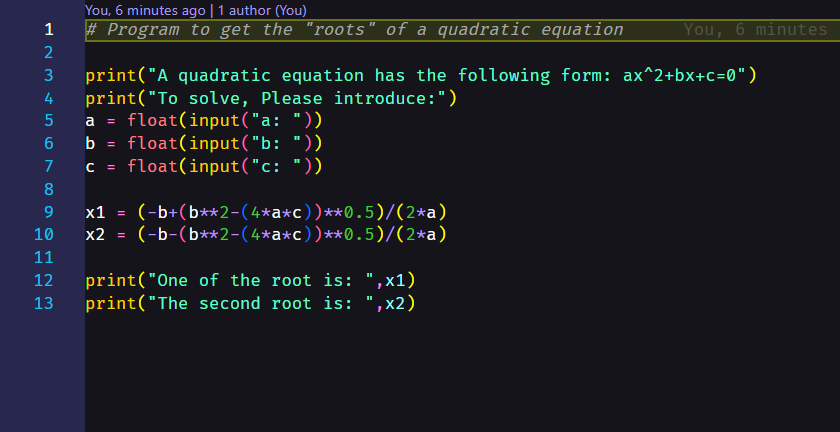 You, 6 minutes ago | 1 author (You)
1 # Program to get the "roots" of a quadratic equation You, 6 minutes
2
3 print("A quadratic equation has the following form: ax^2+bx+c=0")
4 print("To solve, Please introduce:")
5 a = float(input("a: "))
6 b = float(input("b: "))
7 c = float(input("c: "))
8
9 x1 = (-b+(b**2-(4*a*c))**0.5)/(2*a)
10 x2 = (-b-(b**2-(4*a*c))**0.5)/(2*a)
11
12 print("One of the root is: ",x1)
13 print("The second root is: ",x2)